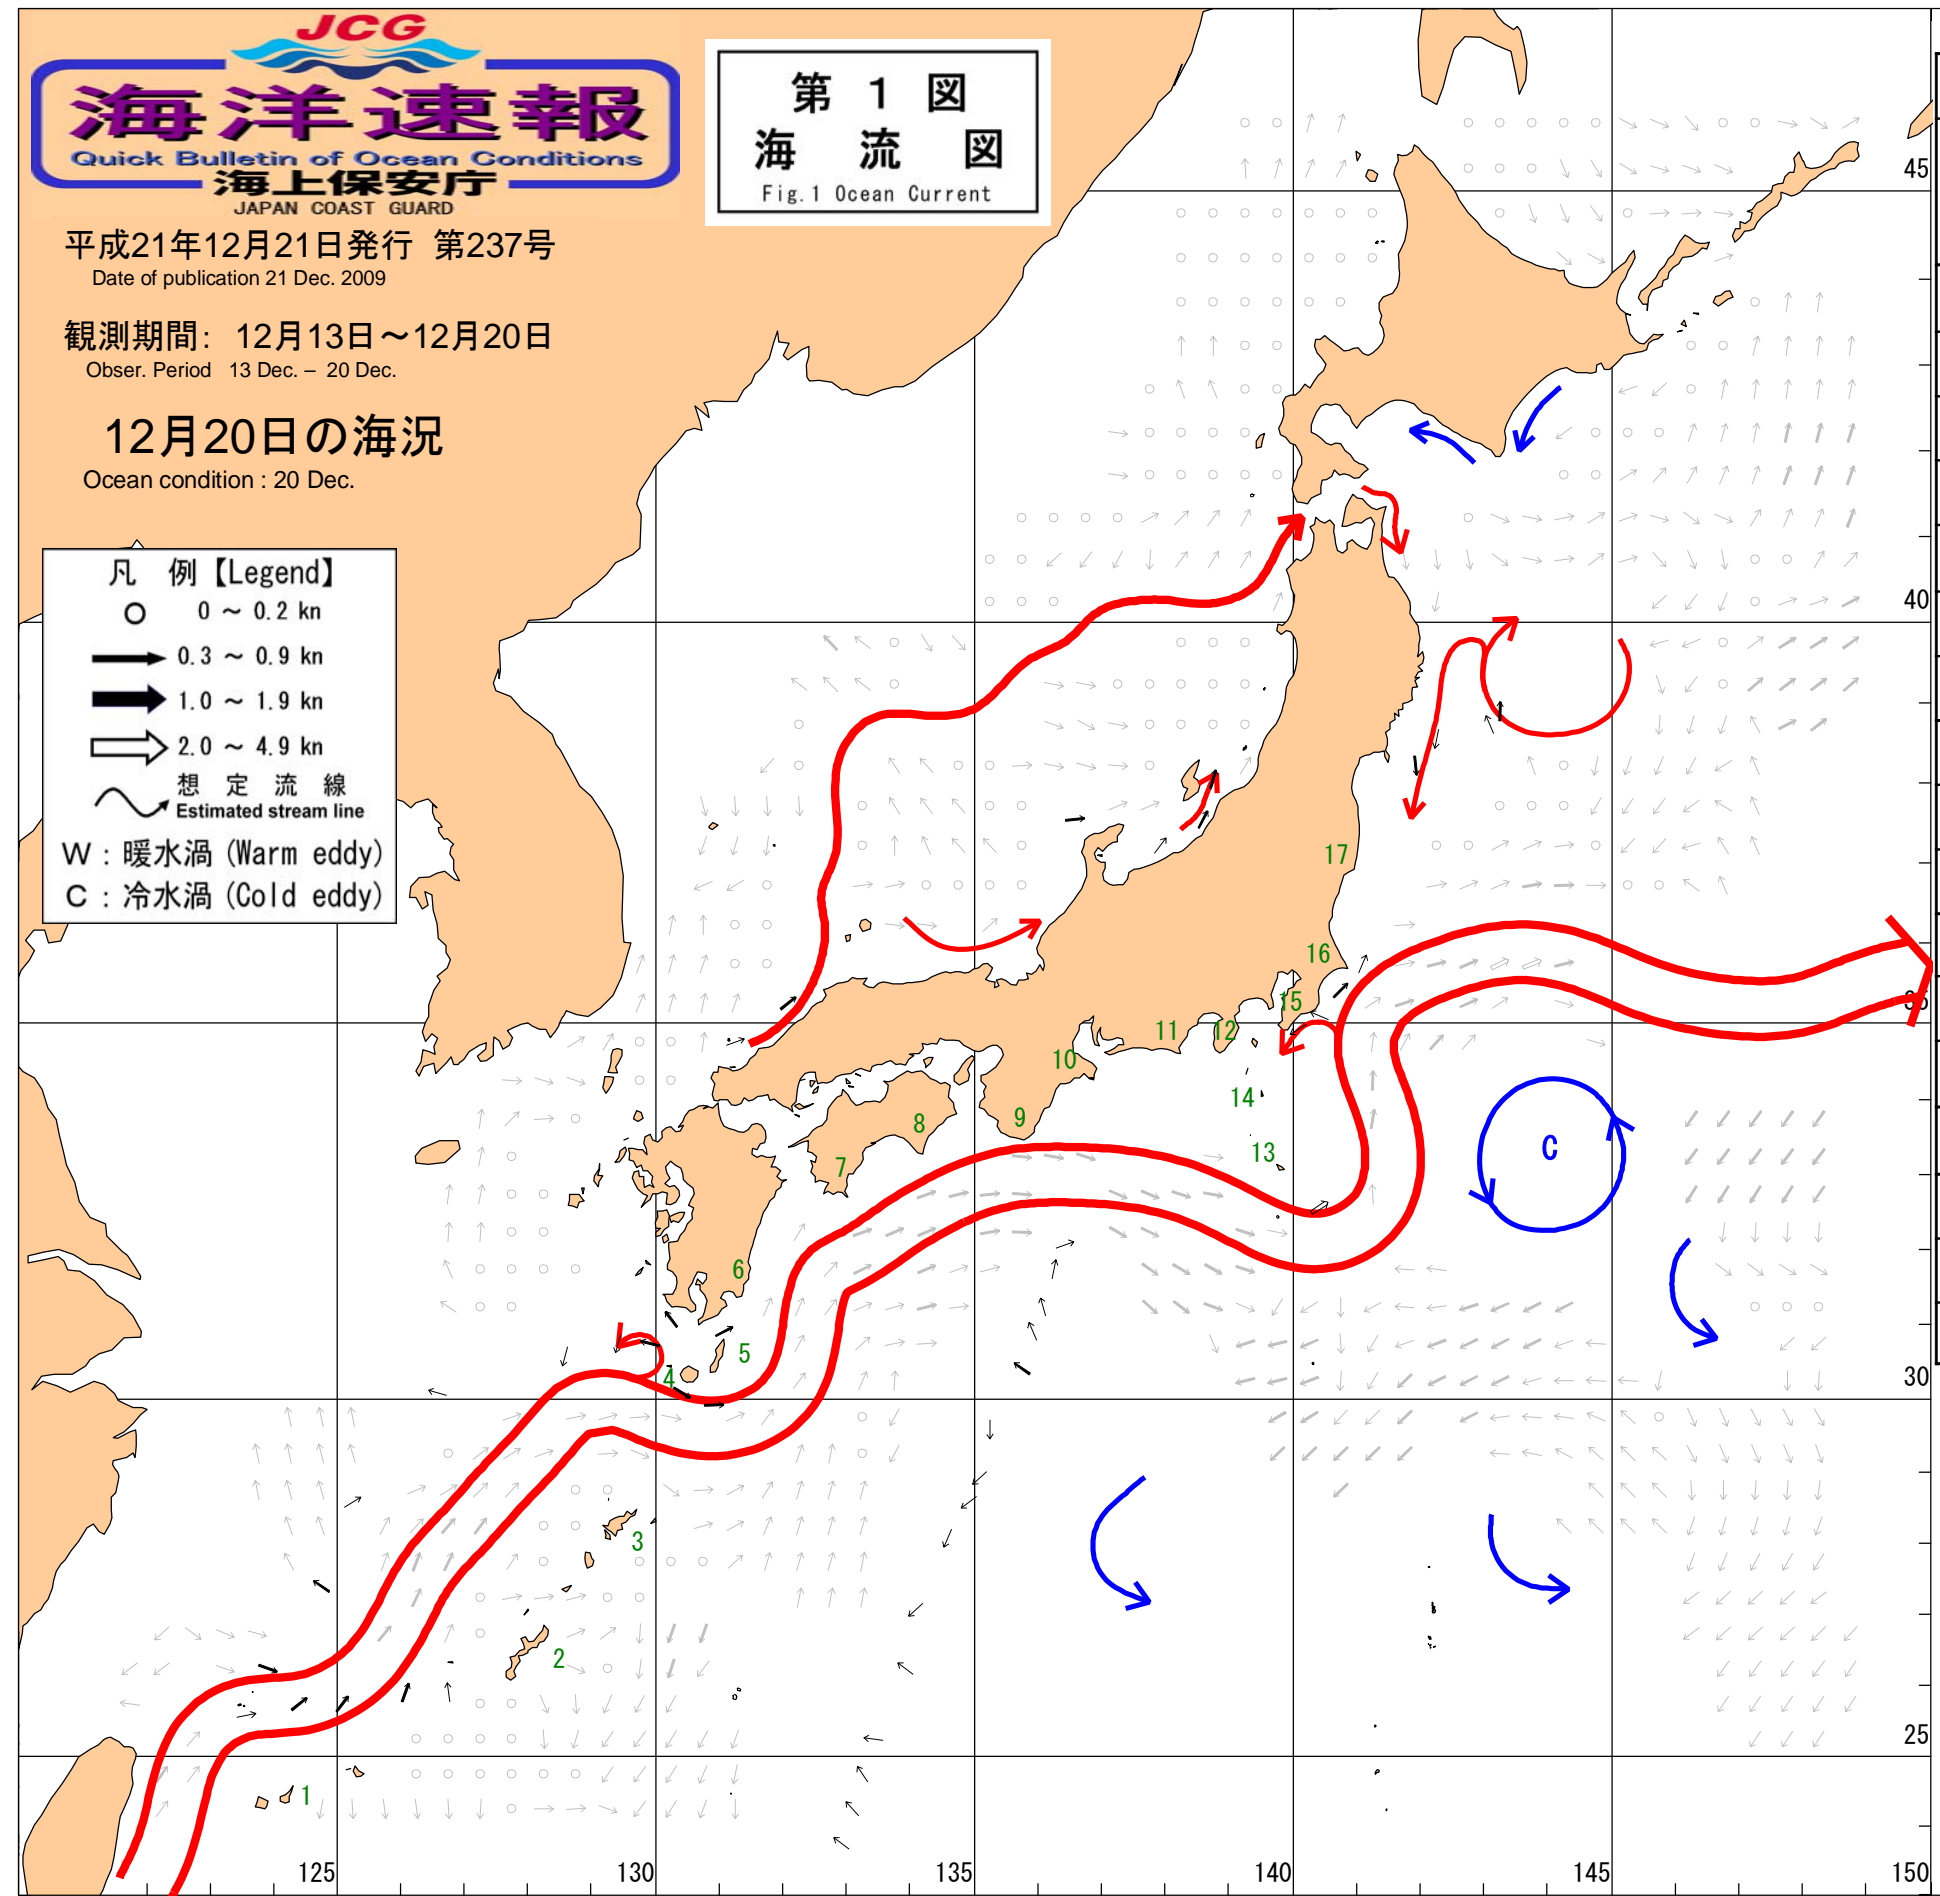 JCG
海洋速報
Quick Bulletin of Ocean Conditions
海上保安庁
JAPAN COAST GUARD
第 1 図
海 流 図
Fig.1 Ocean Current
平成21年12月21日発行 第237号
Date of publication 21 Dec. 2009
観測期間: 12月13日～12月20日
Obser. Period 13 Dec. – 20 Dec.
12月20日の海況
Ocean condition : 20 Dec.
凡 例【Legend】
0 ～ 0.2 kn
0.3 ～ 0.9 kn
1.0 ～ 1.9 kn
2.0 ～ 4.9 kn
想 定 流 線
Estimated stream line
W : 暖水渦 (Warm eddy)
C : 冷水渦 (Cold eddy)
45
40
17
16
15
35
11
12
10
14
9
8
13
C
7
6
5
4
30
3
2
25
1
125
130
135
140
145
150